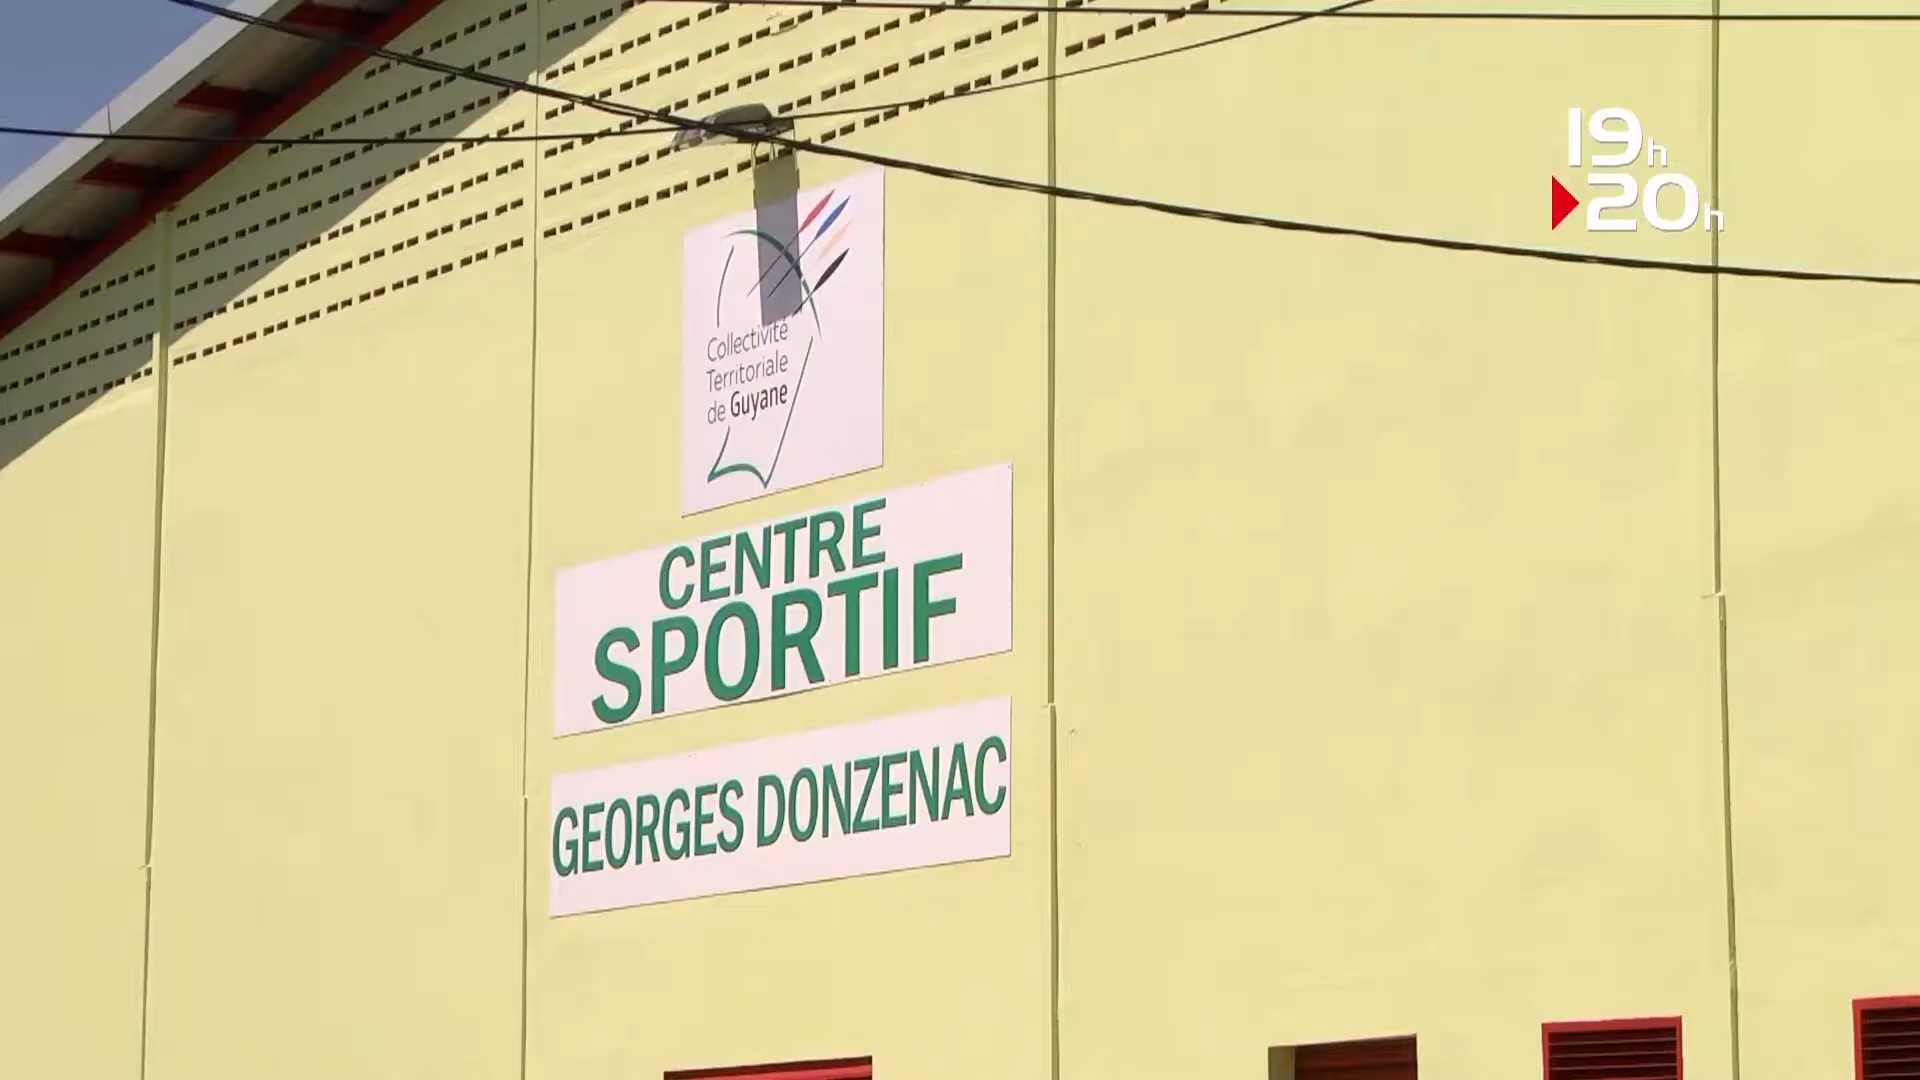 19h
20h
Collectivité
Territoriale
de Guyane
CENTRE
SPORTIF
GEORGES DONZENAC